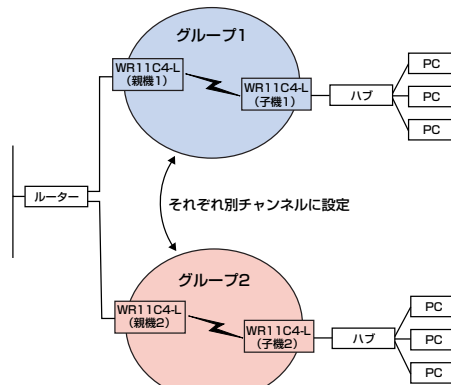 グループ1
WR11C4-L
(親機1)
WR11C4-L
(子機1)
ハブ
PC
PC
PC
ルーター
それぞれ別チャンネルに設定
グループ2
WR11C4-L
(親機2)
WR11C4-L
(子機2)
ハブ
PC
PC
PC